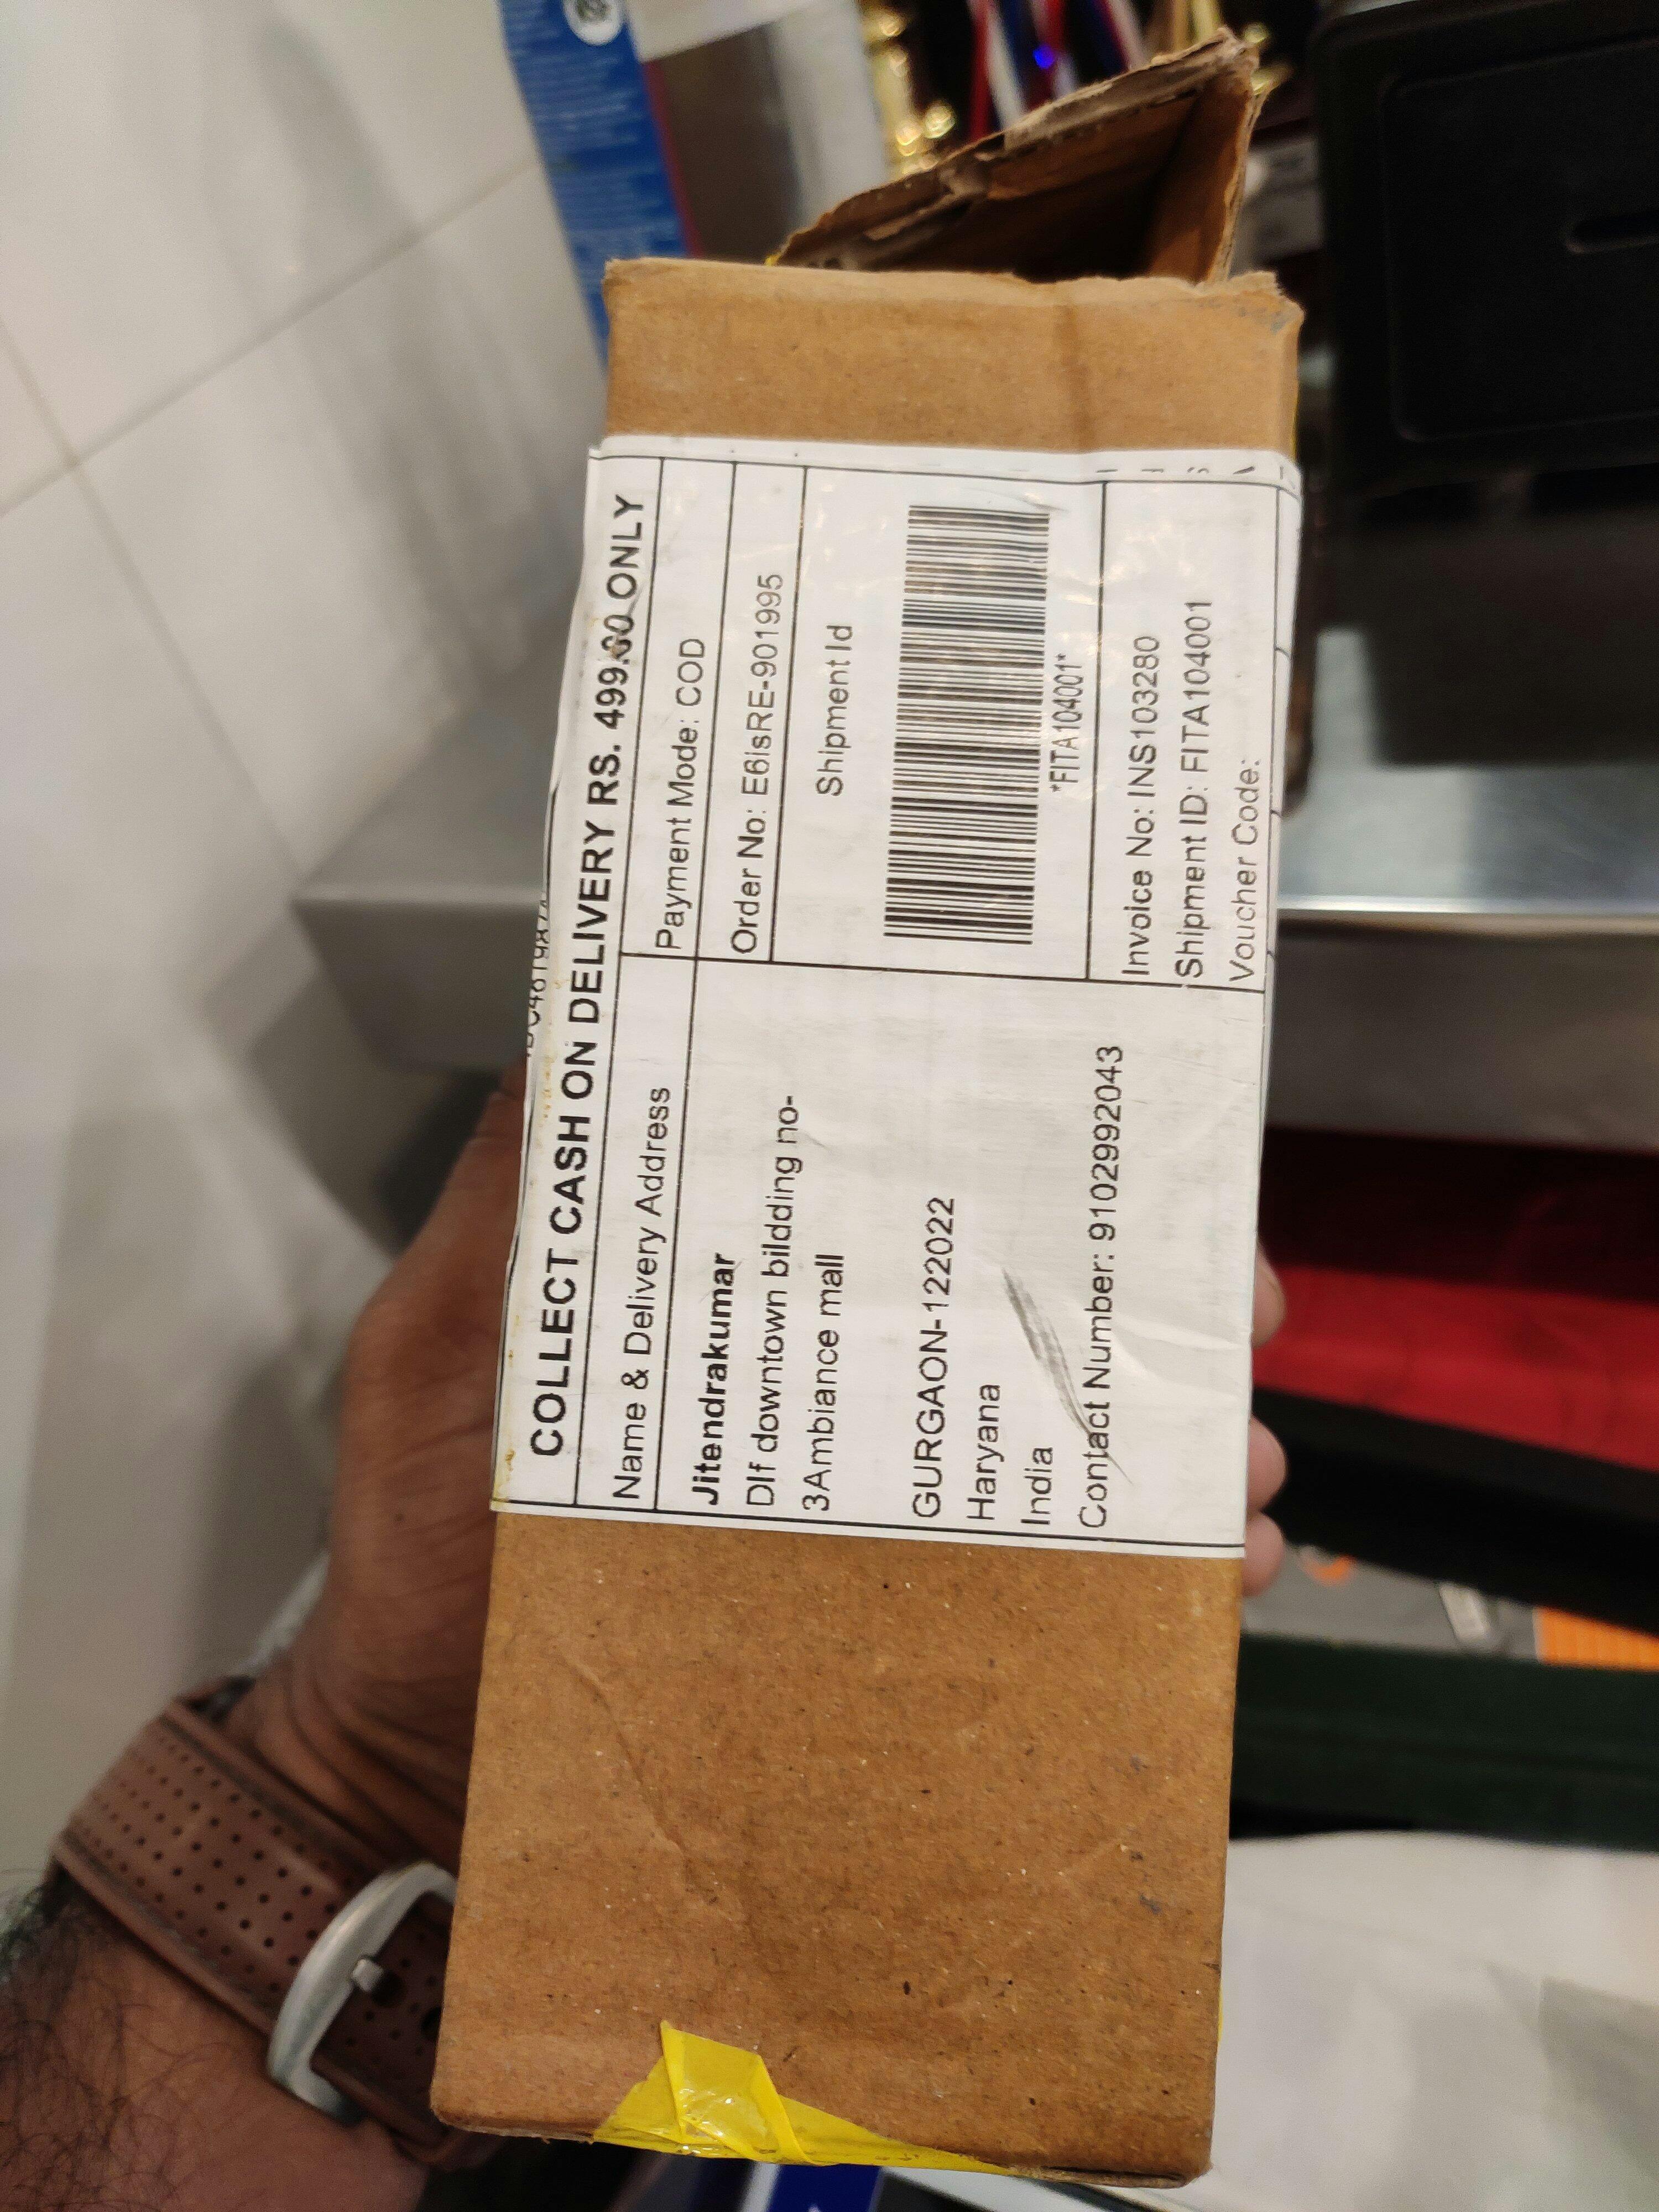 COLLECT CASH ON DELIVERY RS. 499.00 ONLY
Name & Delivery Address
Jitendrakumar
Dlf downtown bildding no-
3Ambiance mall
GURGAON-122022
Haryana
India
Contact Number: 9102992043
Payment Mode: COD
Order No: E6isRE-901995
Shipment Id
*FITA104001*
Invoice No: INS103280
Shipment ID: FITA104001
Voucher Code: